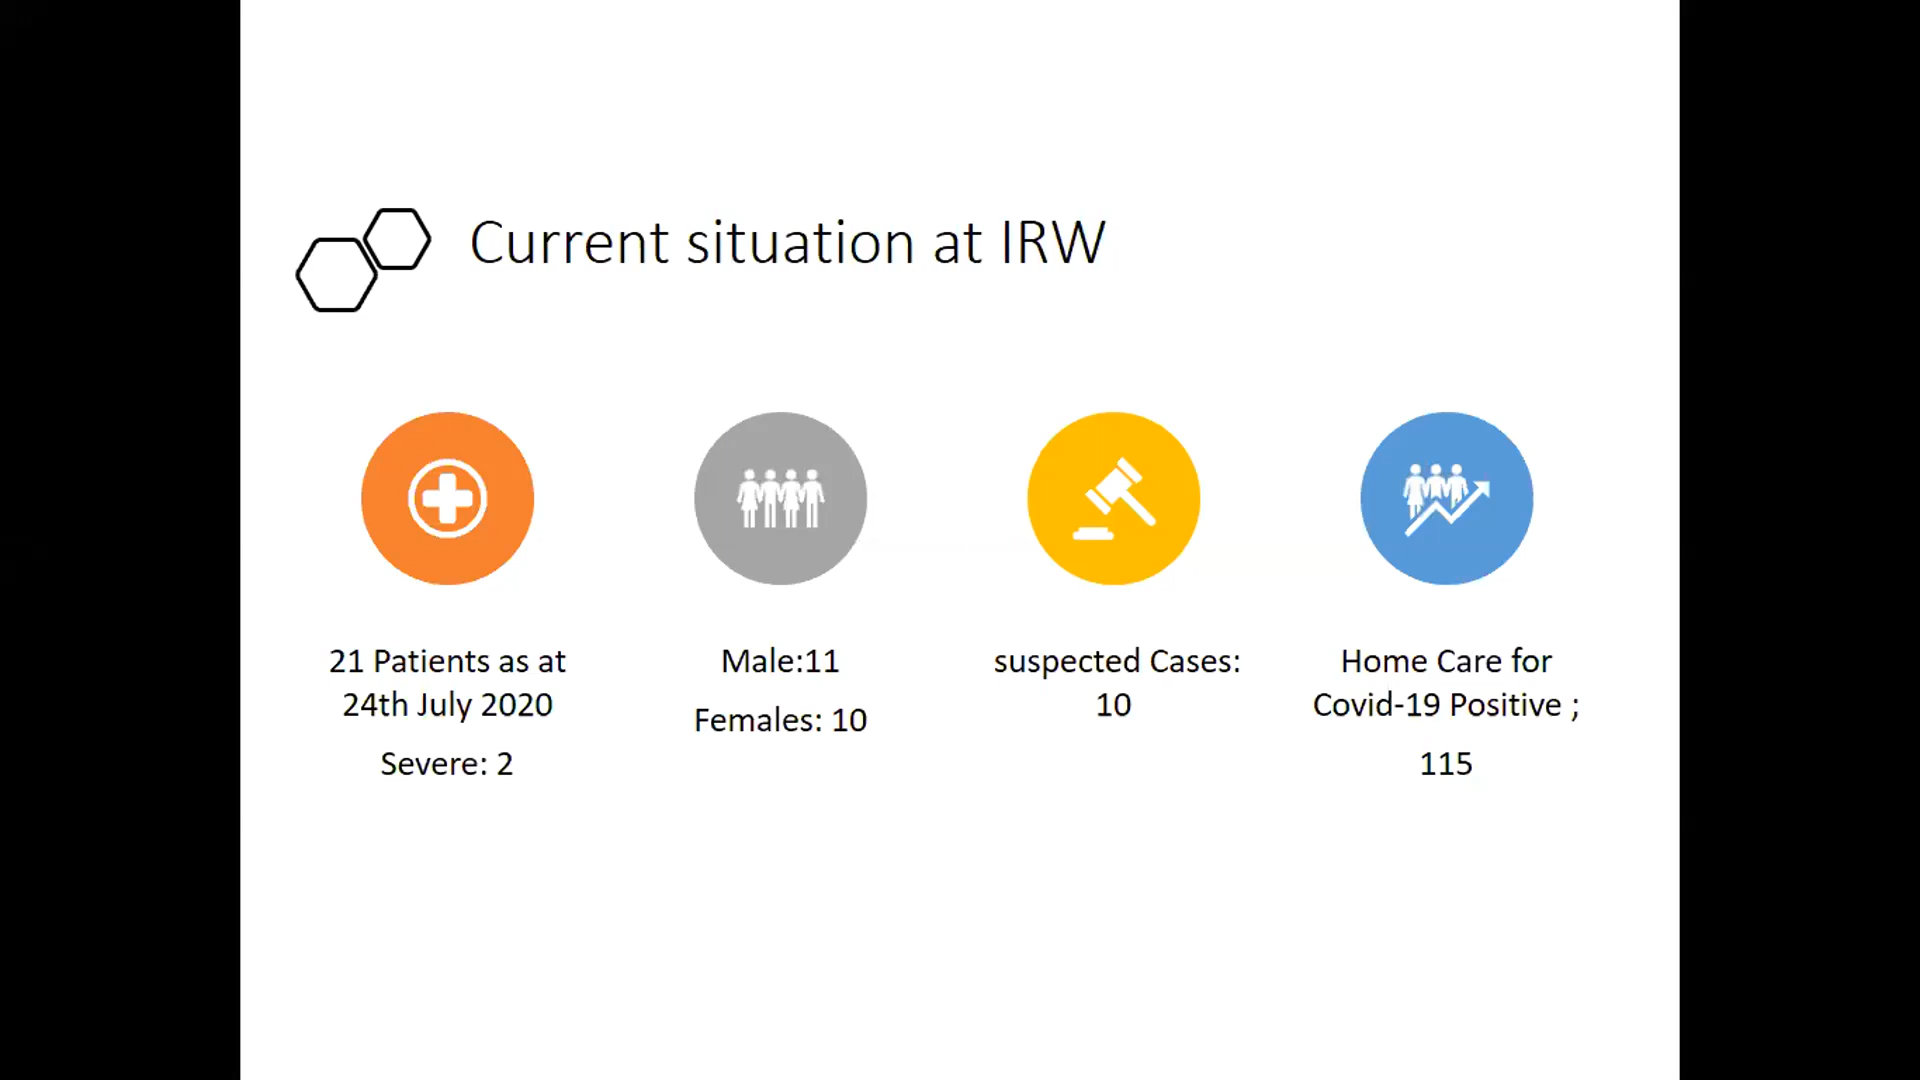 Current situation at IRW
21 Patients as at
24th July 2020
Severe: 2
Male:11
Females: 10
suspected Cases:
10
Home Care for
Covid-19 Positive ;
115